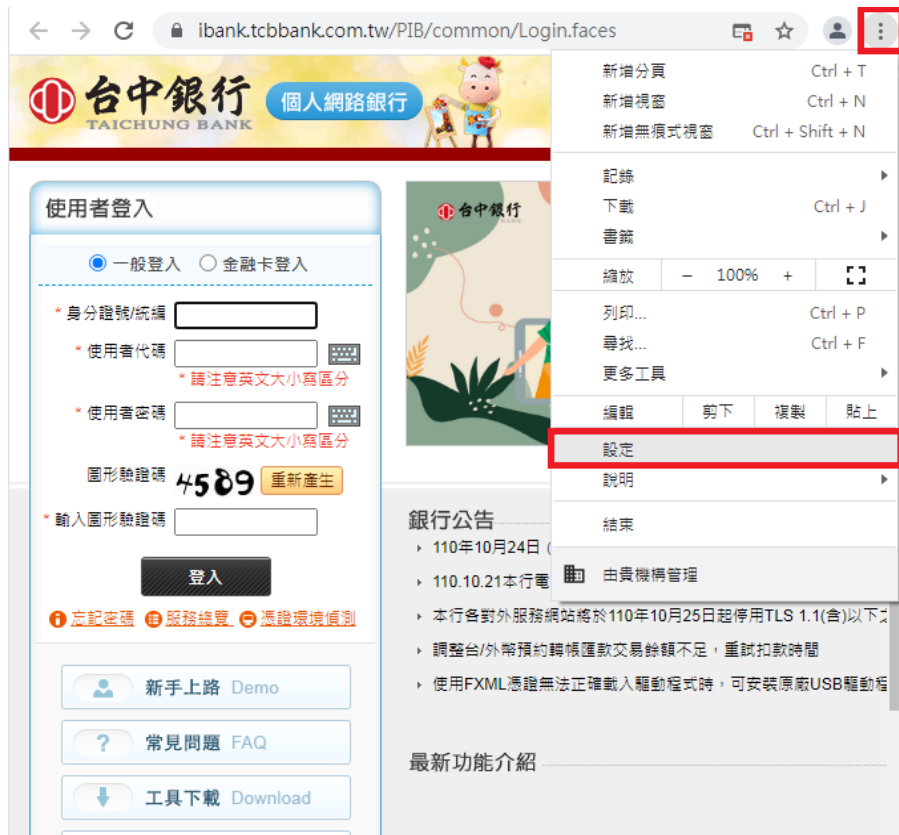 ibank.tcbbank.com.tw/PIB/common/Login.faces
台中銀行
TAICHUNG BANK
個人網路銀行
新增分頁 Ctrl + T
新增視窗 Ctrl + N
新增無痕式視窗 Ctrl + Shift + N
記錄
下載 Ctrl + J
書籤
縮放 − 100% +
列印... Ctrl + P
尋找... Ctrl + F
更多工具
編輯 剪下 複製 貼上
設定
說明
結束
由貴機構管理
使用者登入
一般登入 金融卡登入
* 身分證號/統編
* 使用者代碼
* 請注意英文大小寫區分
* 使用者密碼
* 請注意英文大小寫區分
圖形驗證碼 4589 重新產生
* 輸入圖形驗證碼
登入
忘記密碼 服務總覽 憑證環境偵測
新手上路 Demo
? 常見問題 FAQ
工具下載 Download
台中銀行
銀行公告
110年10月24日 (
110.10.21本行電
本行各對外服務網站將於110年10月25日起停用TLS 1.1(含)以下之
調整台/外幣預約轉帳匯款交易餘額不足，重試扣款時間
使用FXML憑證無法正確載入驅動程式時，可安裝原廠USB驅動程
最新功能介紹